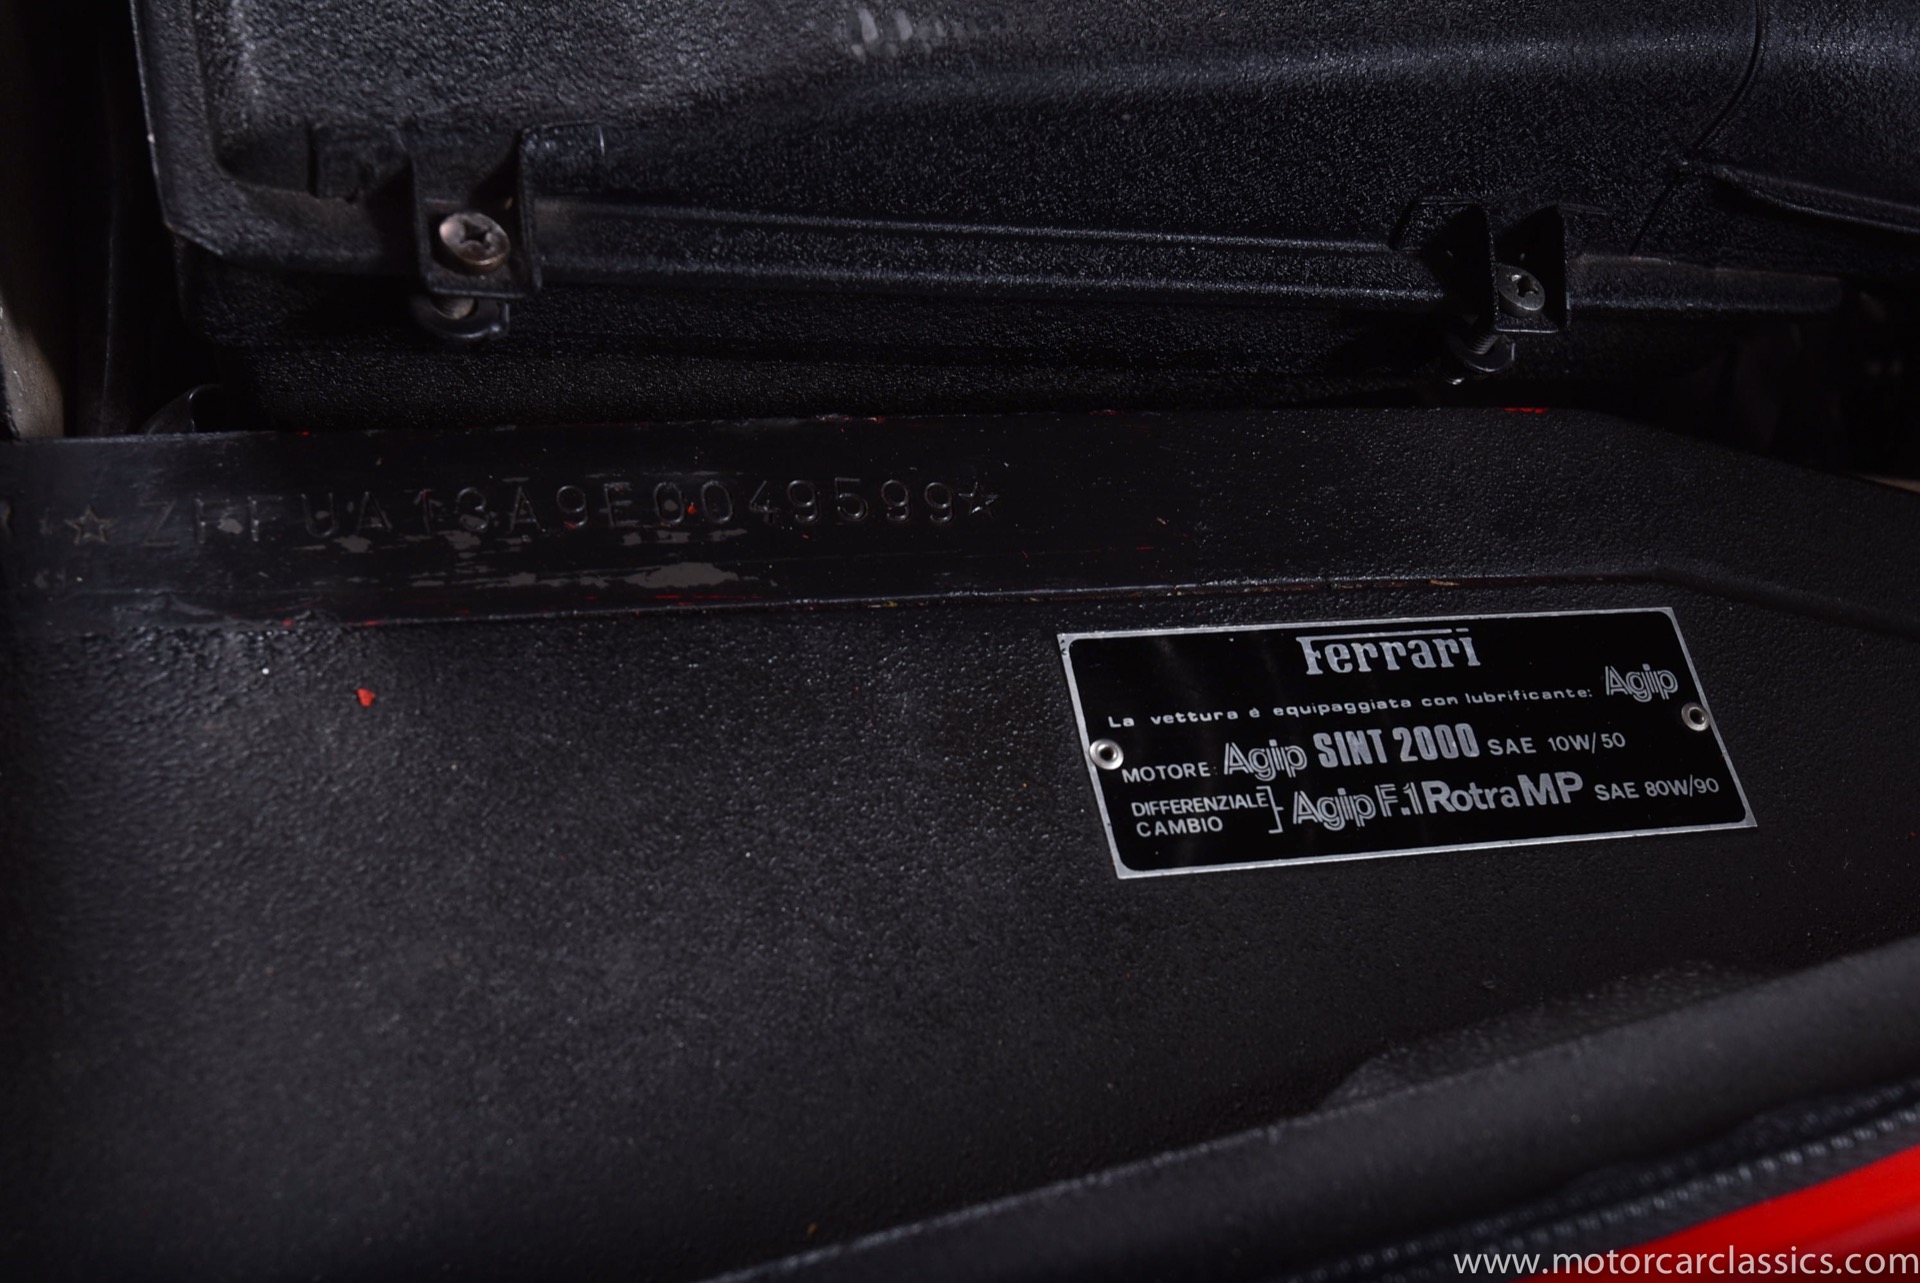 ☆ZFFUA13A9E0049599☆
Ferrari
La vettura è equipaggiata con lubrificante: Agip
MOTORE: Agip SINT 2000 SAE 10W/50
DIFFERENZIALE
CAMBIO
Agip F.1 Rotra MP SAE 80W/90
www.motorcarclassics.com